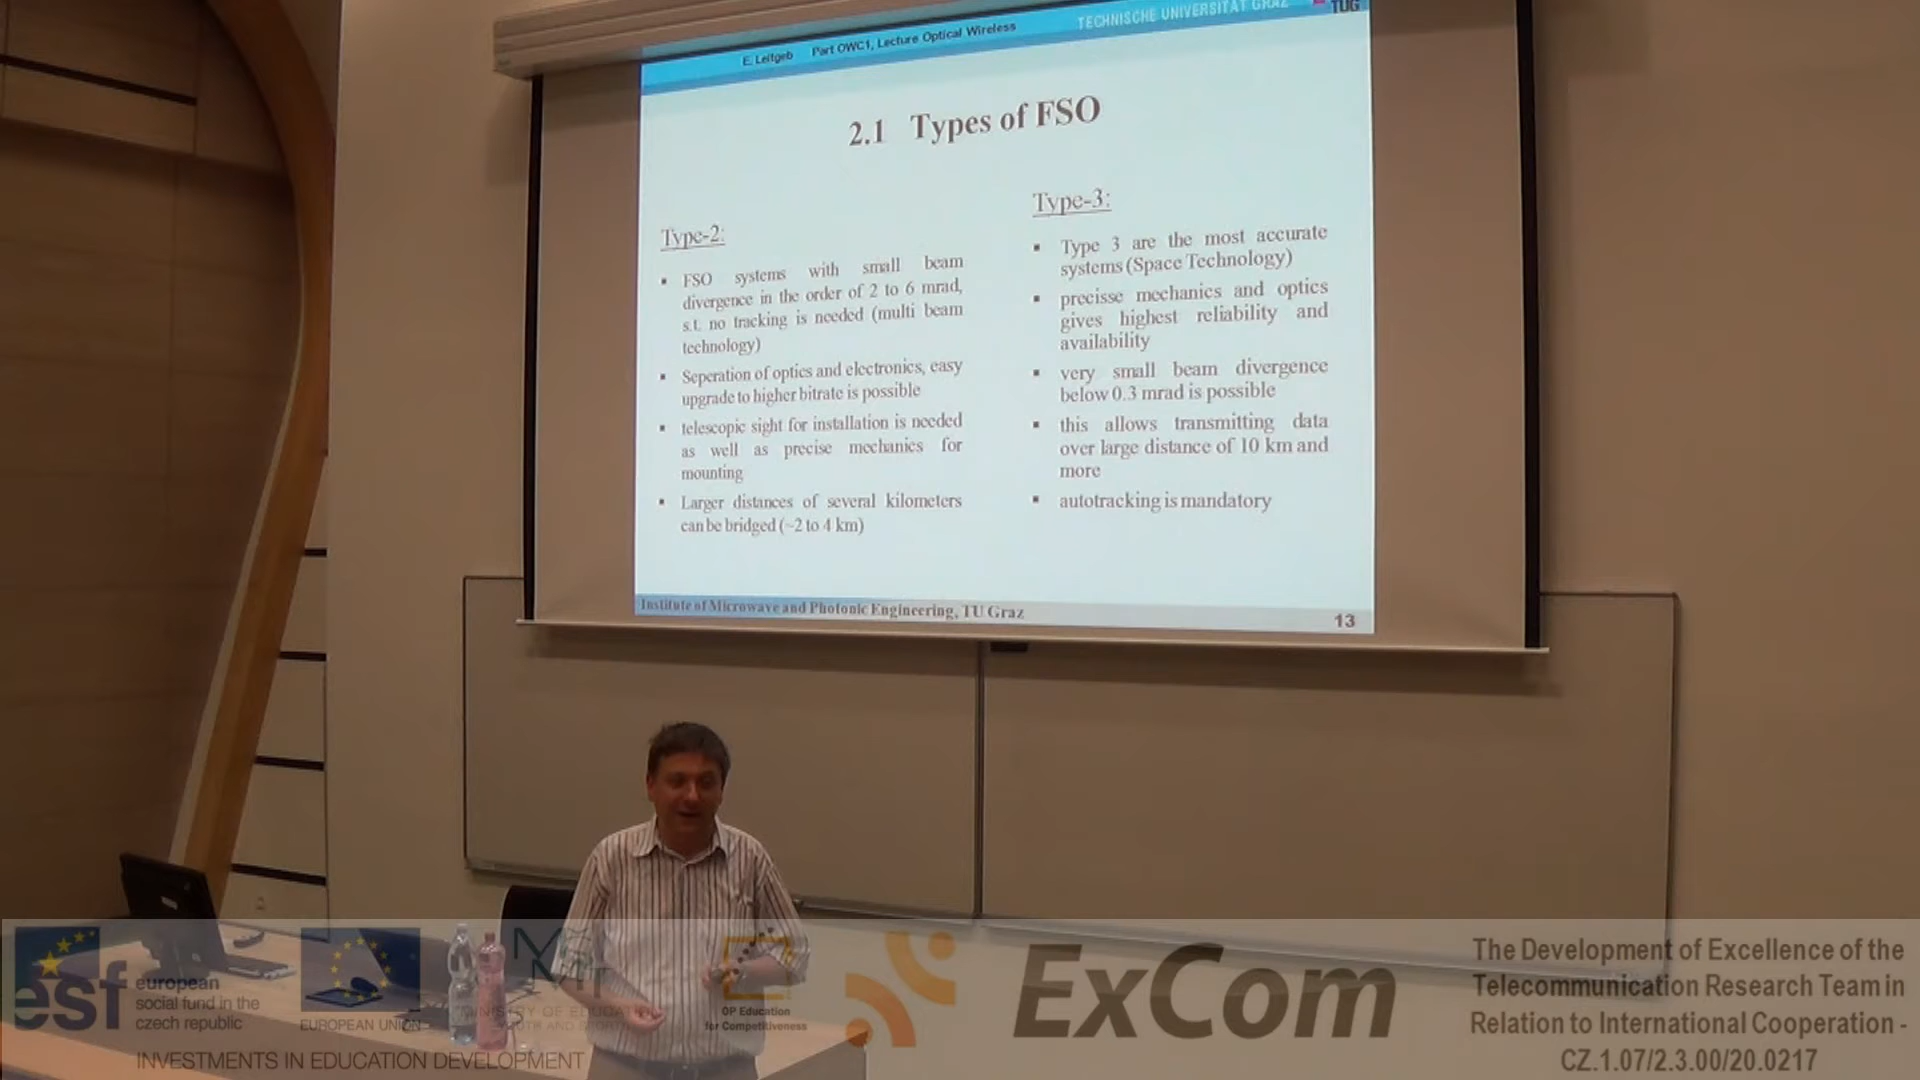 E. Leitgeb Part OWC1, Lecture Optical Wireless
TECHNISCHE UNIVERSITÄT GRAZ
TUG
2.1 Types of FSO
Type-2:
FSO systems with small beam
divergence in the order of 2 to 6 mrad,
s.t. no tracking is needed (multi beam
technology)
Seperation of optics and electronics, easy
upgrade to higher bitrate is possible
telescopic sight for installation is needed
as well as precise mechanics for
mounting
Larger distances of several kilometers
can be bridged (~2 to 4 km)
Type-3:
Type 3 are the most accurate
systems (Space Technology)
precisse mechanics and optics
gives highest reliability and
availability
very small beam divergence
below 0.3 mrad is possible
this allows transmitting data
over large distance of 10 km and
more
autotracking is mandatory
Institute of Microwave and Photonic Engineering, TU Graz
13
esf
european
social fund in the
czech republic
EUROPEAN UNION
MINISTRY OF EDUCATION
OP Education
for Competitiveness
INVESTMENTS IN EDUCATION DEVELOPMENT
ExCom
The Development of Excellence of the
Telecommunication Research Team in
Relation to International Cooperation -
CZ.1.07/2.3.00/20.0217